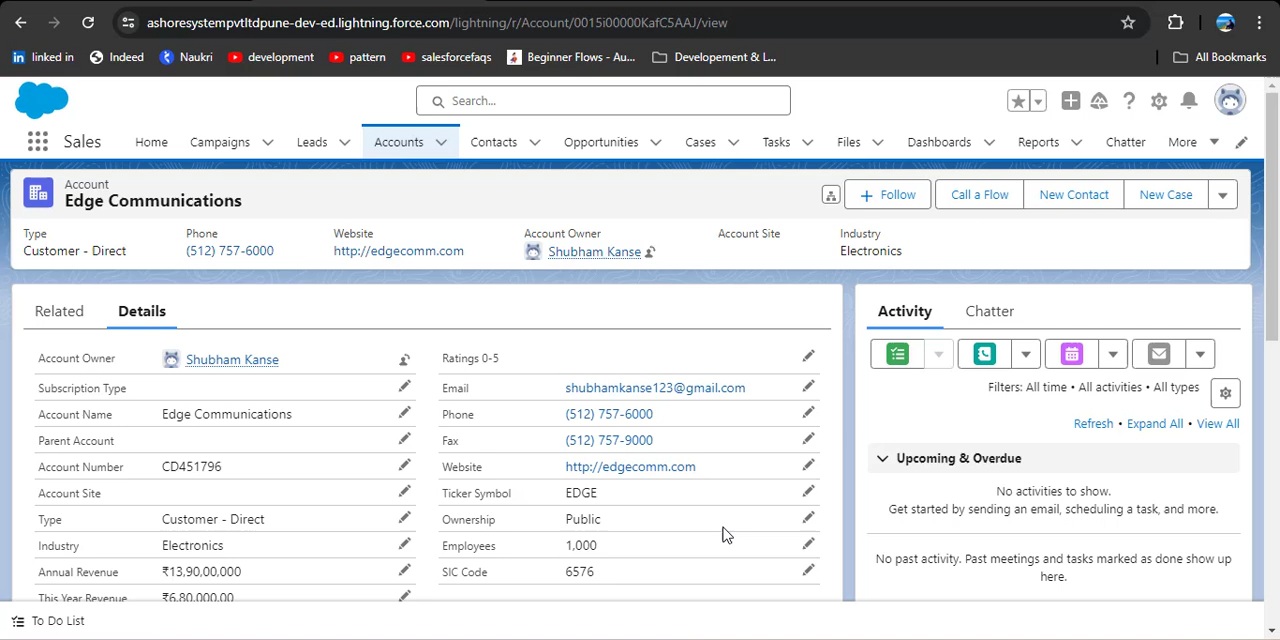 ashoresystempvtltdpune-dev-ed.lightning.force.com/lightning/r/Account/0015i00000KafC5AAJ/view
linked in Indeed Naukri development pattern salesforcefaqs Beginner Flows - Au... Developement & L... All Bookmarks
Search...
Sales Home Campaigns Leads Accounts Contacts Opportunities Cases Tasks Files Dashboards Reports Chatter More
Account
Edge Communications
Follow Call a Flow New Contact New Case
Type Phone Website Account Owner Account Site Industry
Customer - Direct (512) 757-6000 http://edgecomm.com Shubham Kanse Electronics
Related Details
Account Owner Shubham Kanse Ratings 0-5
Subscription Type Email shubhamkanse123@gmail.com
Account Name Edge Communications Phone (512) 757-6000
Parent Account Fax (512) 757-9000
Account Number CD451796 Website http://edgecomm.com
Account Site Ticker Symbol EDGE
Type Customer - Direct Ownership Public
Industry Electronics Employees 1,000
Annual Revenue ₹13,90,00,000 SIC Code 6576
This Year Revenue ₹6,80,000.00
Activity Chatter
Filters: All time • All activities • All types
Refresh • Expand All • View All
Upcoming & Overdue
No activities to show.
Get started by sending an email, scheduling a task, and more.
No past activity. Past meetings and tasks marked as done show up
here.
To Do List